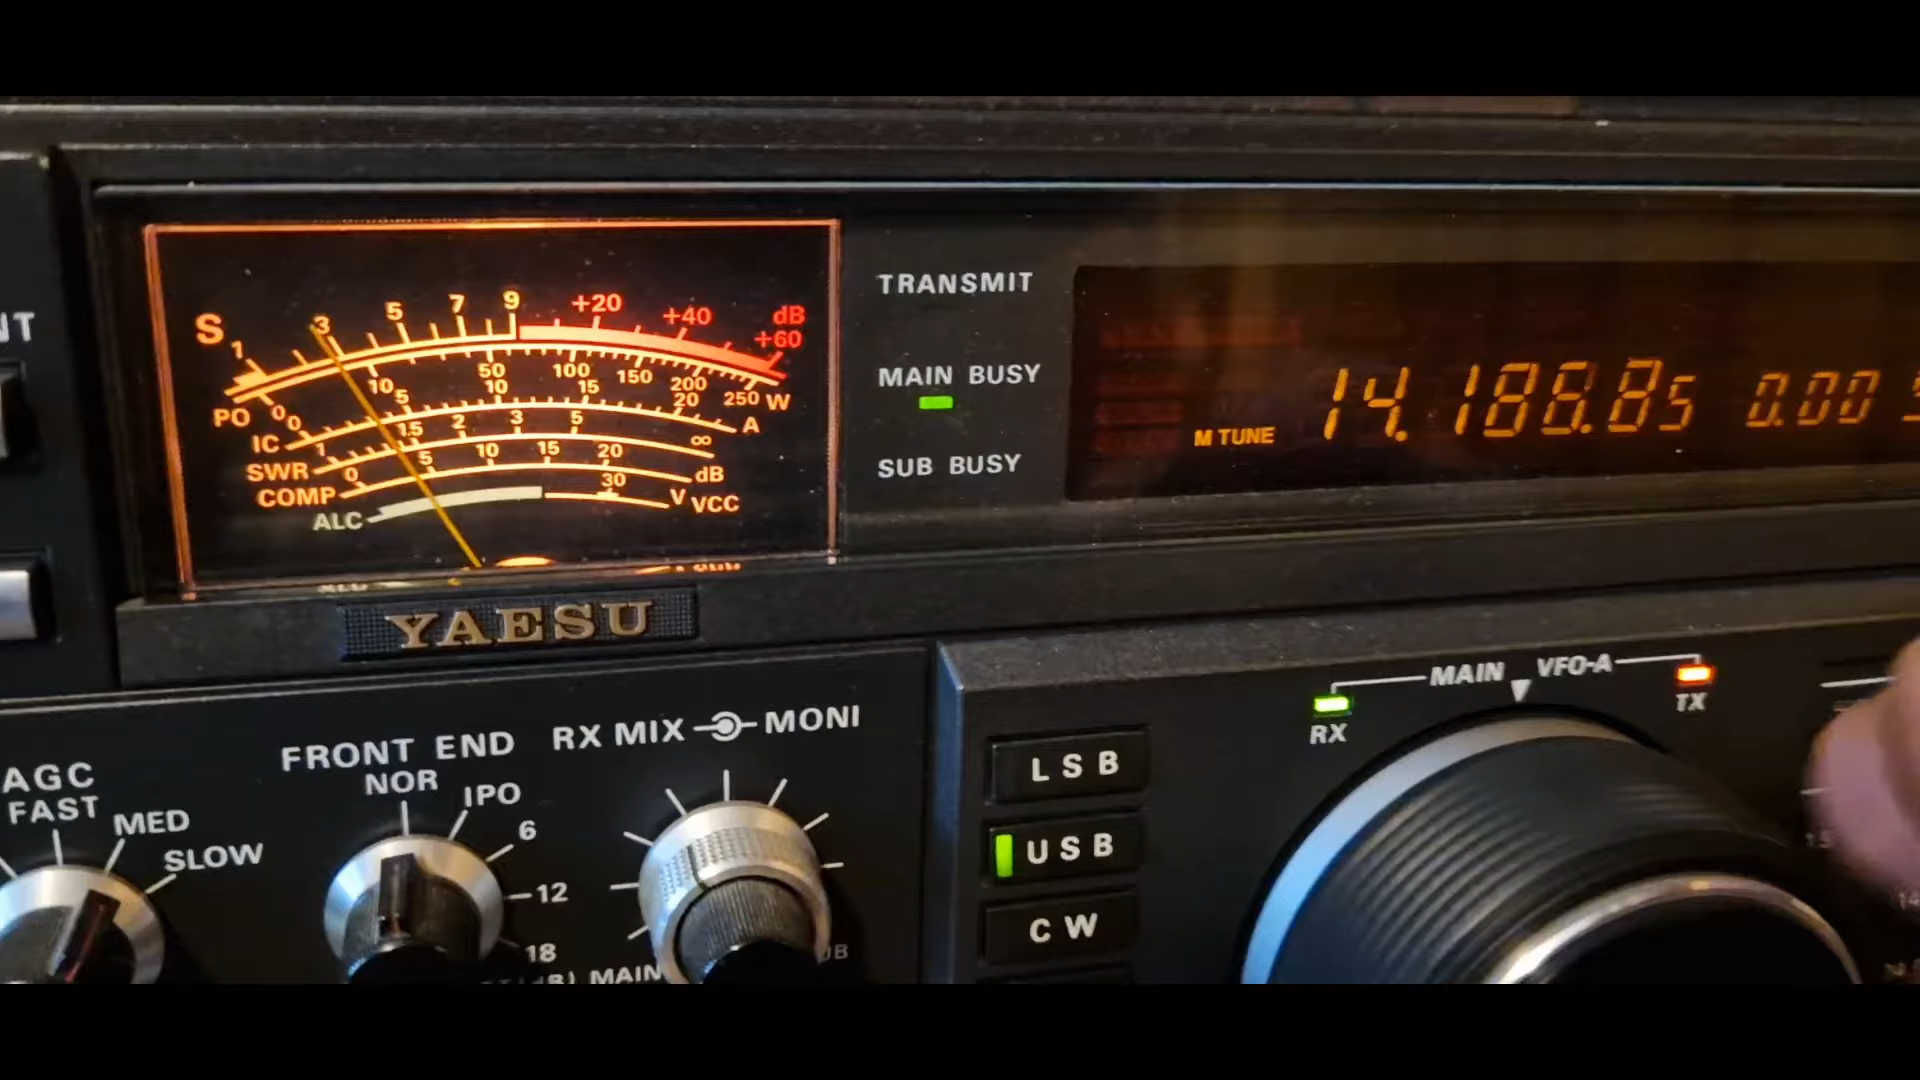 NT
S 1 3 5 7 9 +20 +40 dB +60
PO 0 10 50 100 150 200 250 W
IC 0 5 10 15 20 A
SWR 1 1.5 2 3 5 ∞
COMP 0 5 10 15 20 dB
ALC 30 V VCC
YAESU
TRANSMIT
MAIN BUSY
SUB BUSY
M TUNE 14.186.85 0.00
AGC
FAST
MED
SLOW
FRONT END
NOR
IPO
6
12
18
RX MIX MONI
MAIN
LSB
USB
CW
MAIN VFO-A
RX
TX